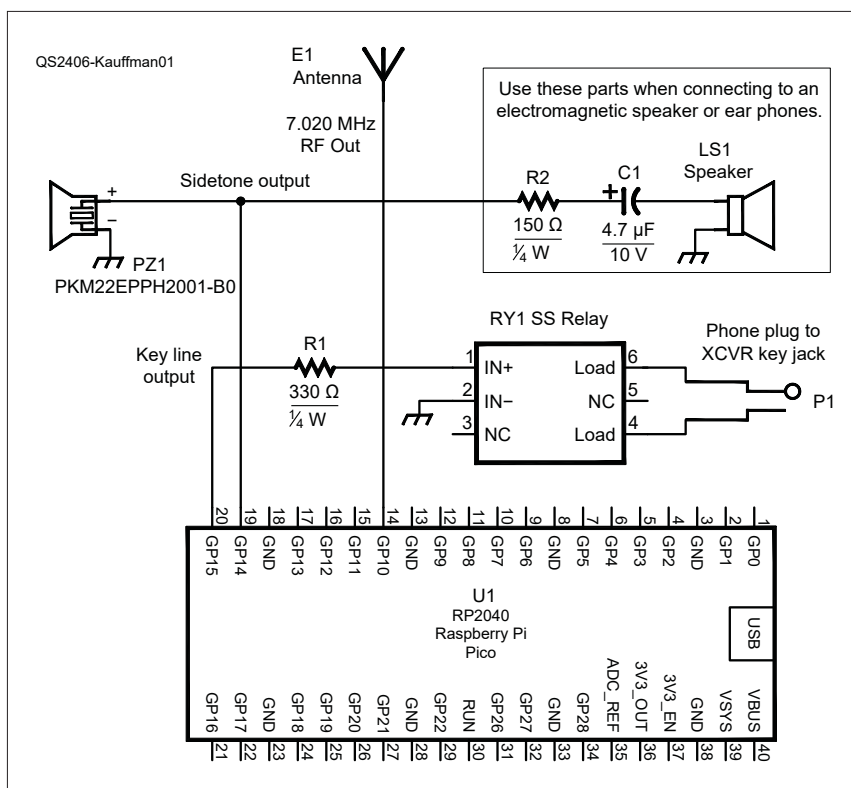 QS2406-Kauffman01
E1
Antenna
7.020 MHz
RF Out
Use these parts when connecting to an
electromagnetic speaker or ear phones.
LS1
Speaker
R2
C1
+
150 Ω
¼ W
4.7 µF
10 V
Sidetone output
+
−
PZ1
PKM22EPPH2001-B0
RY1 SS Relay
Phone plug to
XCVR key jack
Key line
output
R1
330 Ω
¼ W
1
IN+
Load
6
2
IN−
NC
5
3
NC
Load
4
P1
20 19 18 17 16 15 14 13 12 11 10 9 8 7 6 5 4 3 2 1
GP15 GP14 GND GP13 GP12 GP11 GP10 GND GP9 GP8 GP7 GP6 GND GP5 GP4 GP3 GP2 GND GP1 GP0
U1
RP2040
Raspberry Pi
Pico
USB
GP16 GP17 GND GP18 GP19 GP20 GP21 GND GP22 RUN GP26 GP27 GND GP28 ADC_REF 3V3_OUT 3V3_EN GND VSYS VBUS
21 22 23 24 25 26 27 28 29 30 31 32 33 34 35 36 37 38 39 40